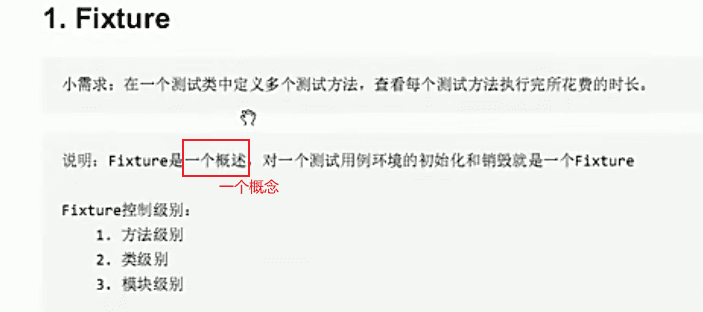 1. Fixture
小需求：在一个测试类中定义多个测试方法，查看每个测试方法执行完所花费的时长。
说明：Fixture是一个概述，对一个测试用例环境的初始化和销毁就是一个Fixture
一个概念
Fixture控制级别：
1. 方法级别
2. 类级别
3. 模块级别